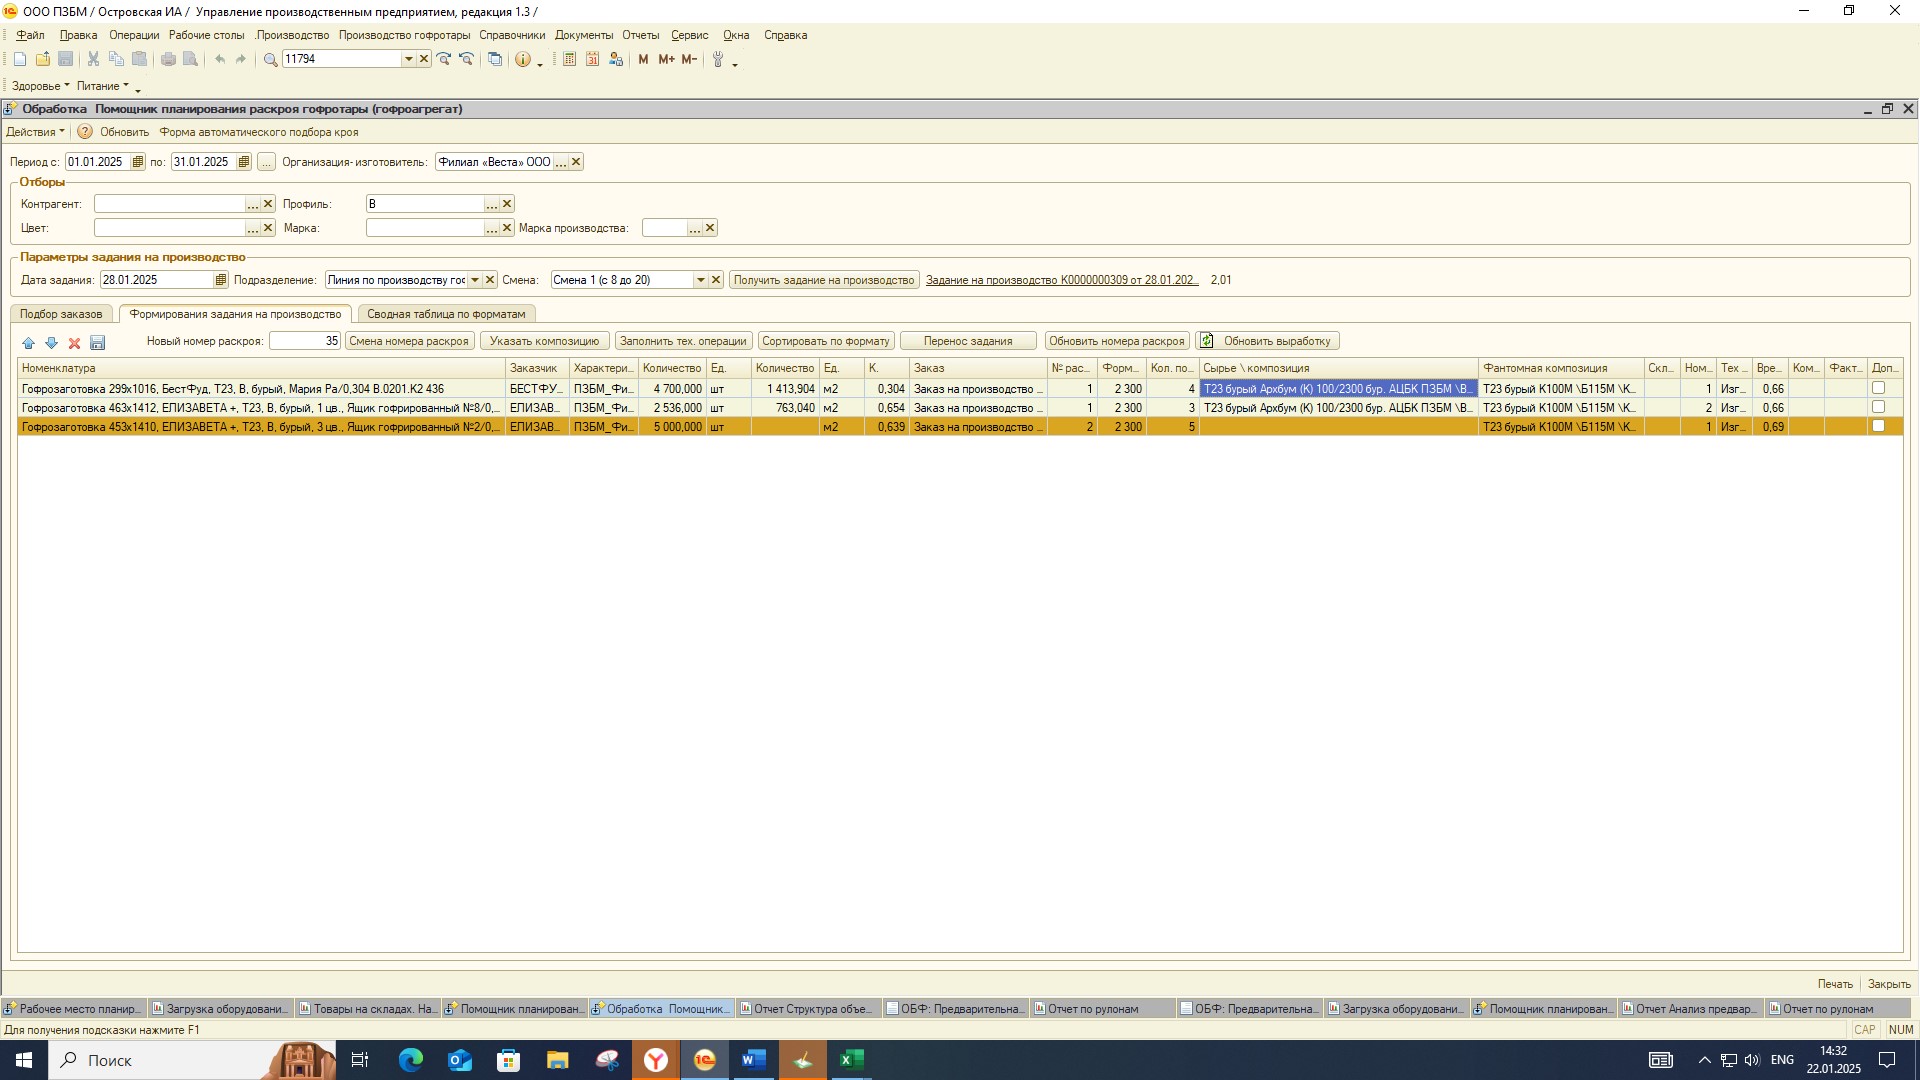 ООО ПЗБМ / Островская ИА / Управление производственным предприятием, редакция 1.3 /
Файл Правка Операции Рабочие столы .Производство Производство гофротары Справочники Документы Отчеты Сервис Окна Справка
11794 M M+ M-
Здоровье Питание
Обработка Помощник планирования раскроя гофротары (гофроагрегат)
Действия Обновить Форма автоматического подбора кроя
Период с: 01.01.2025 по: 31.01.2025 ... Организация-изготовитель: Филиал «Веста» ООО ...
Отборы
Контрагент: ... Профиль: В ...
Цвет: ... Марка: ... Марка производства: ...
Параметры задания на производство
Дата задания: 28.01.2025 Подразделение: Линия по производству гоф Смена: Смена 1 (с 8 до 20) Получить задание на производство Задание на производство К0000000309 от 28.01.202... 2,01
Подбор заказов Формирования задания на производство Сводная таблица по форматам
Новый номер раскроя: 35 Смена номера раскроя Указать композицию Заполнить тех. операции Сортировать по формату Перенос задания Обновить номера раскроя Обновить выработку
Номенклатура Заказчик Характери... Количество Ед. Количество Ед. К. Заказ № рас... Форм... Кол. по... Сырье \ композиция Фантомная композиция Скл... Ном... Тех ... Вре... Ком... Факт... Доп...
Гофрозаготовка 299х1016, БестФуд, Т23, В, бурый, Мария Ра/0,304 В.0201.К2 436 БЕСТФУ... ПЗБМ_Фи... 4 700,000 шт 1 413,904 м2 0,304 Заказ на производство ... 1 2 300 4 Т23 бурый Архбум (К) 100/2300 бур. АЦБК ПЗБМ \В... Т23 бурый К100М \Б115М \К... 1 Изг... 0,66
Гофрозаготовка 463х1412, ЕЛИЗАВЕТА +, Т23, В, бурый, 1 цв., Ящик гофрированный №8/0,... ЕЛИЗАВ... ПЗБМ_Фи... 2 536,000 шт 763,040 м2 0,654 Заказ на производство ... 1 2 300 3 Т23 бурый Архбум (К) 100/2300 бур. АЦБК ПЗБМ \В... Т23 бурый К100М \Б115М \К... 2 Изг... 0,66
Гофрозаготовка 453х1410, ЕЛИЗАВЕТА +, Т23, В, бурый, 3 цв., Ящик гофрированный №2/0,... ЕЛИЗАВ... ПЗБМ_Фи... 5 000,000 шт м2 0,639 Заказ на производство ... 2 2 300 5 Т23 бурый К100М \Б115М \К... 1 Изг... 0,69
Печать Закрыть
Рабочее место планир... Загрузка оборудовани... Товары на складах. На... Помощник планирован... Обработка Помощник... Отчет Структура объе... ОБФ: Предварительна... Отчет по рулонам ОБФ: Предварительна... Загрузка оборудовани... Помощник планирован... Отчет Анализ предвар... Отчет по рулонам
Для получения подсказки нажмите F1 CAP NUM
Поиск ENG 14:32
22.01.2025